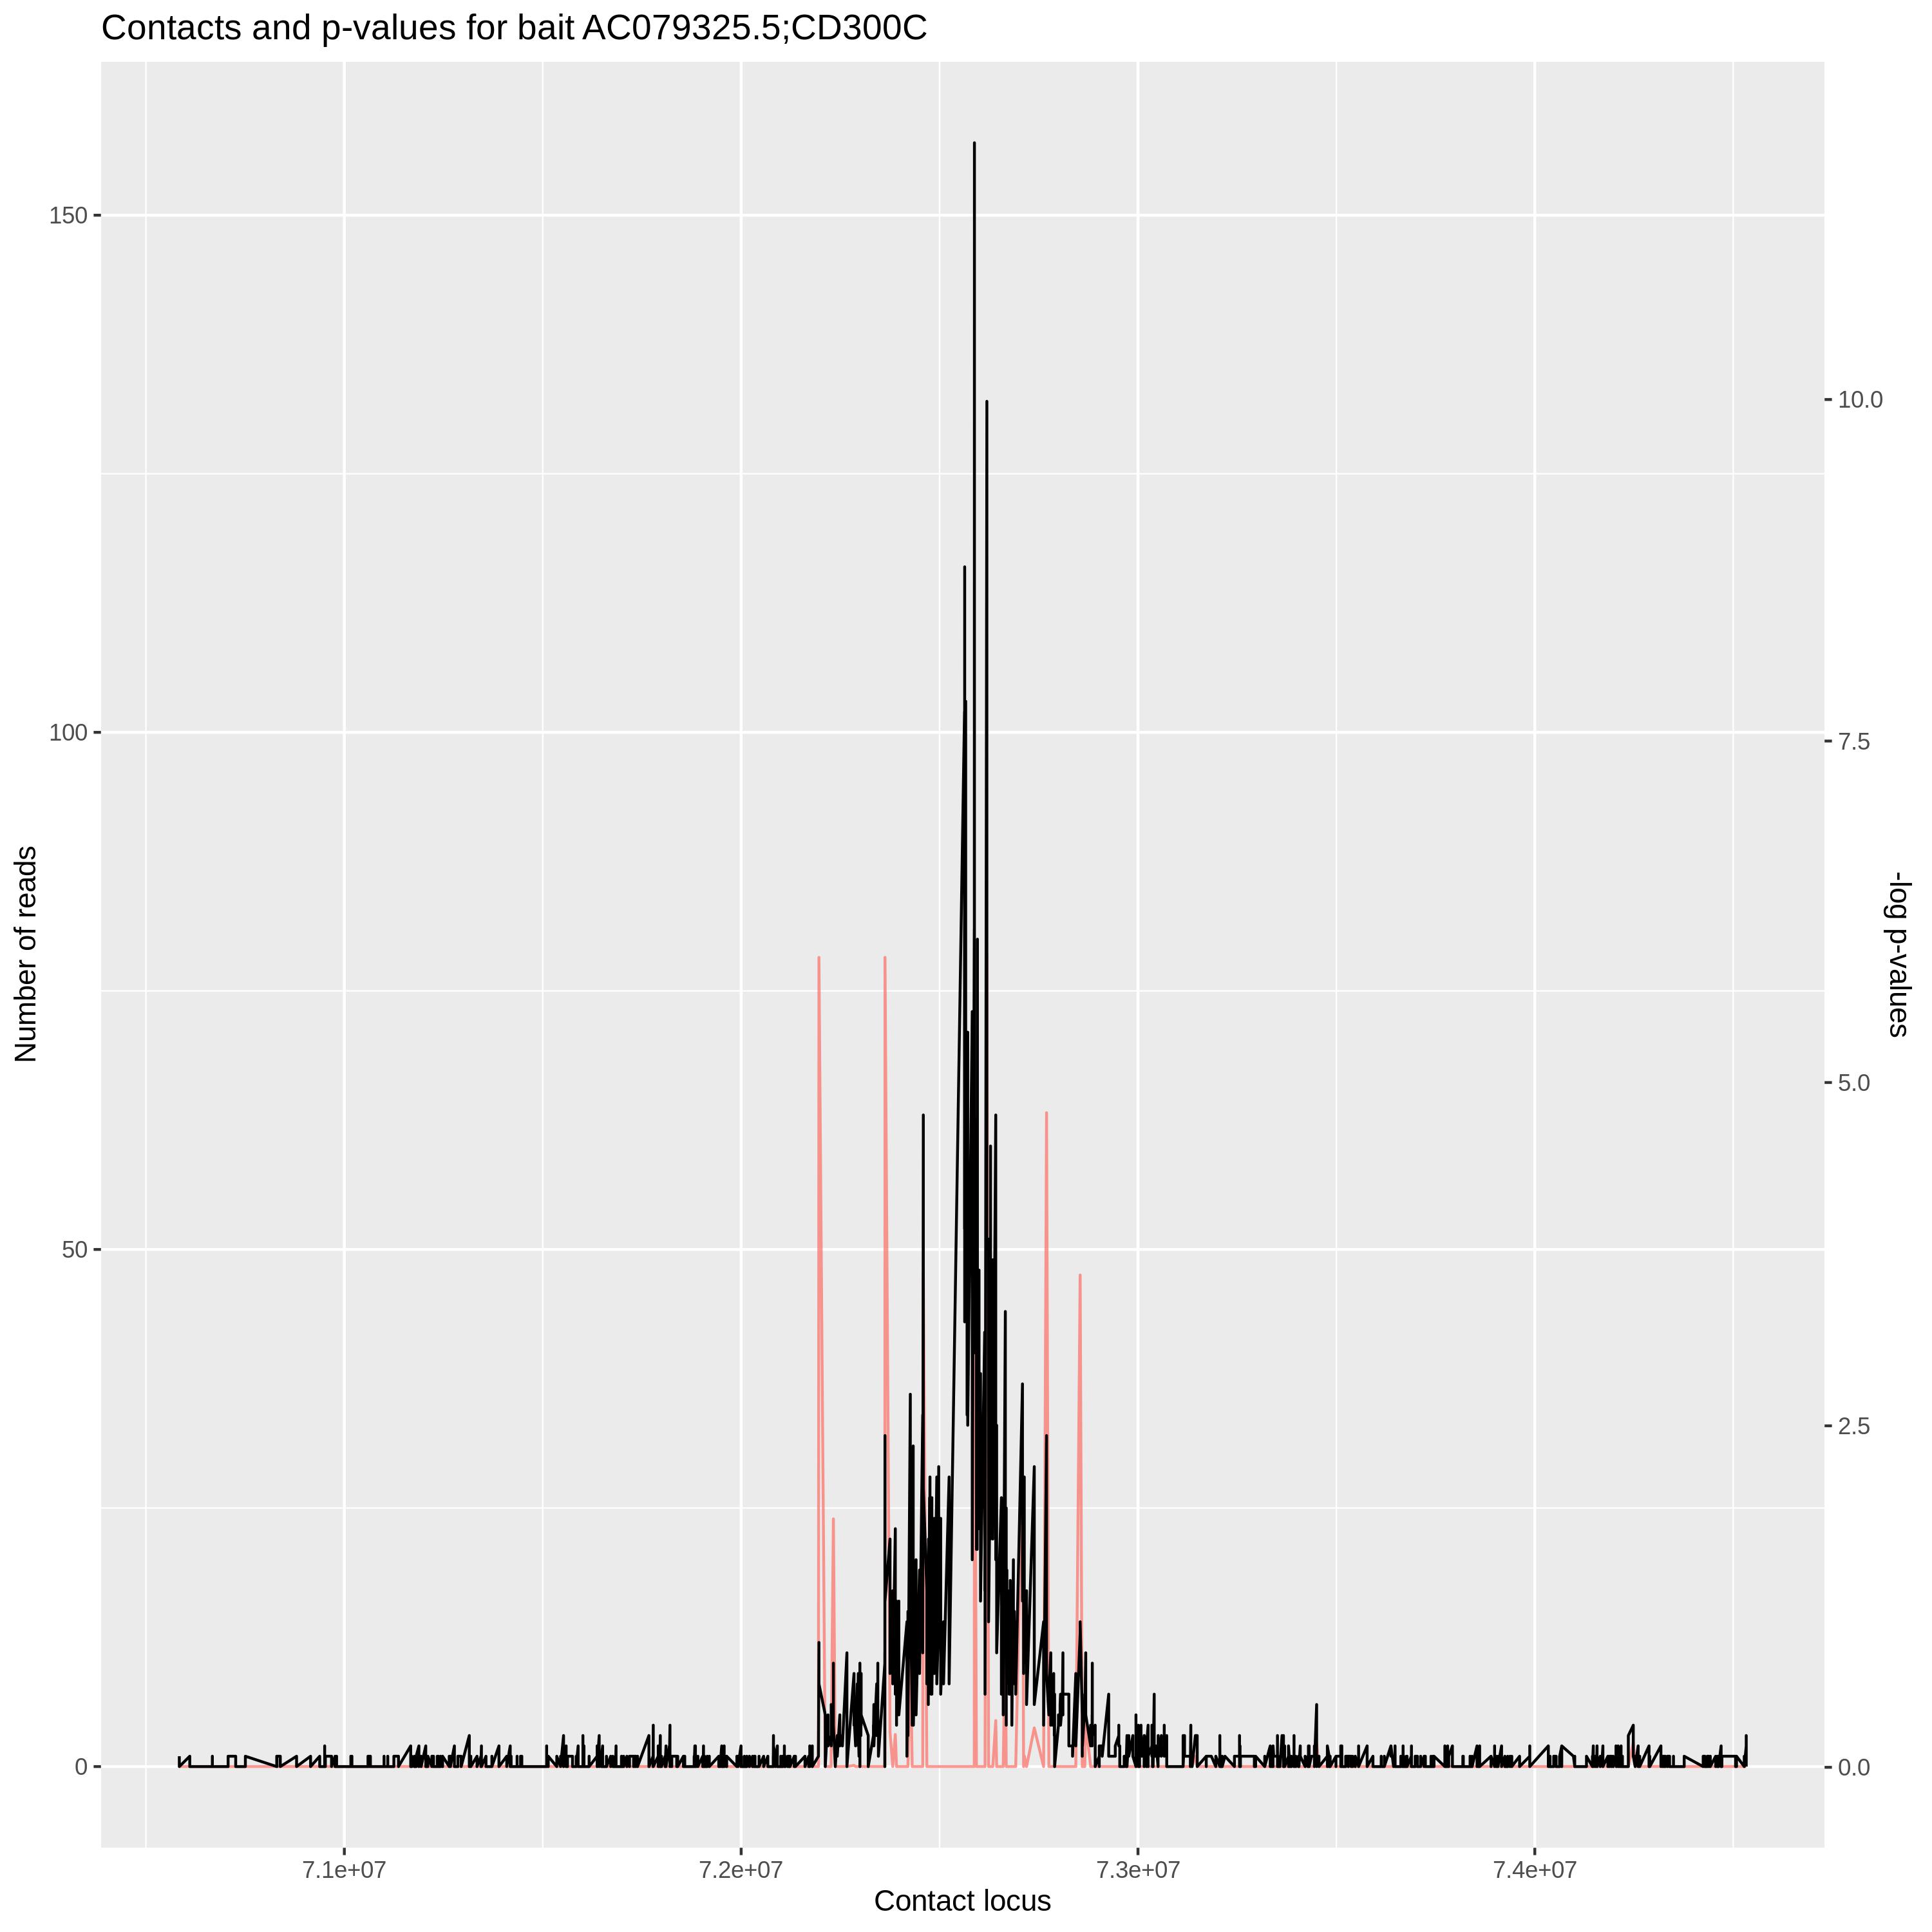 Contacts and p-values for bait AC079325.5;CD300C
150
100
50
0
Number of reads
10.0
7.5
5.0
2.5
0.0
-log p-values
7.1e+07
7.2e+07
7.3e+07
7.4e+07
Contact locus